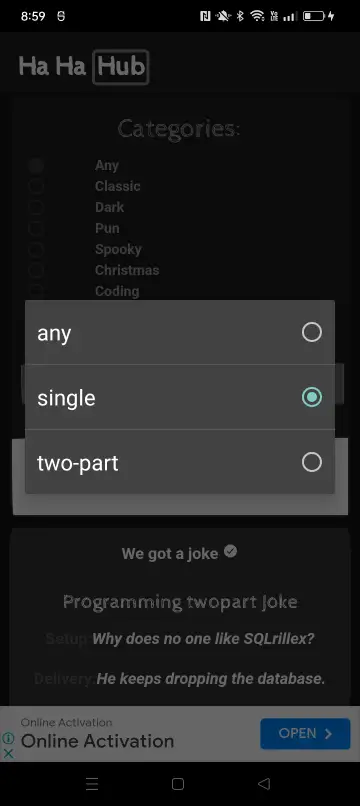 8:59
Ha Ha Hub
Categories:
Any
Classic
Dark
Pun
Spooky
Christmas
Coding
any
single
two-part
We got a joke
Programming twopart joke
Setup: Why does no one like SQLrillex?
Delivery: He keeps dropping the database.
Online Activation
Online Activation
OPEN